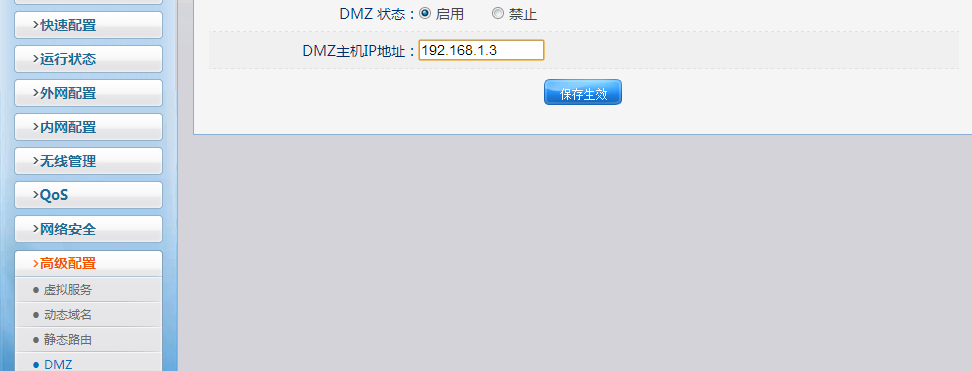 DMZ 状态： 启用 禁止
DMZ主机IP地址： 192.168.1.3
保存生效
>快速配置
>运行状态
>外网配置
>内网配置
>无线管理
>QoS
>网络安全
>高级配置
● 虚拟服务
● 动态域名
● 静态路由
● DMZ